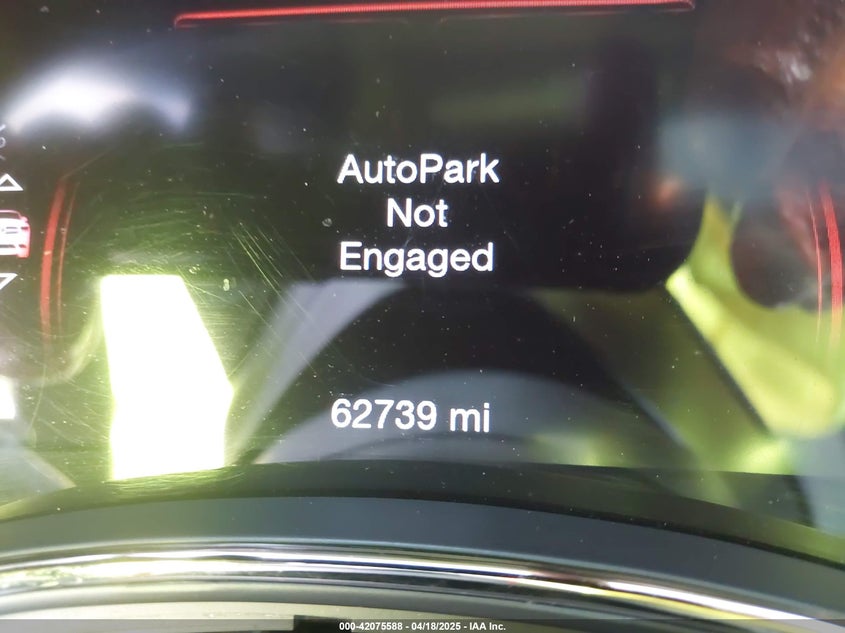 AutoPark
Not
Engaged
62739 mi
000-42075588 - 04/18/2025 - IAA Inc.